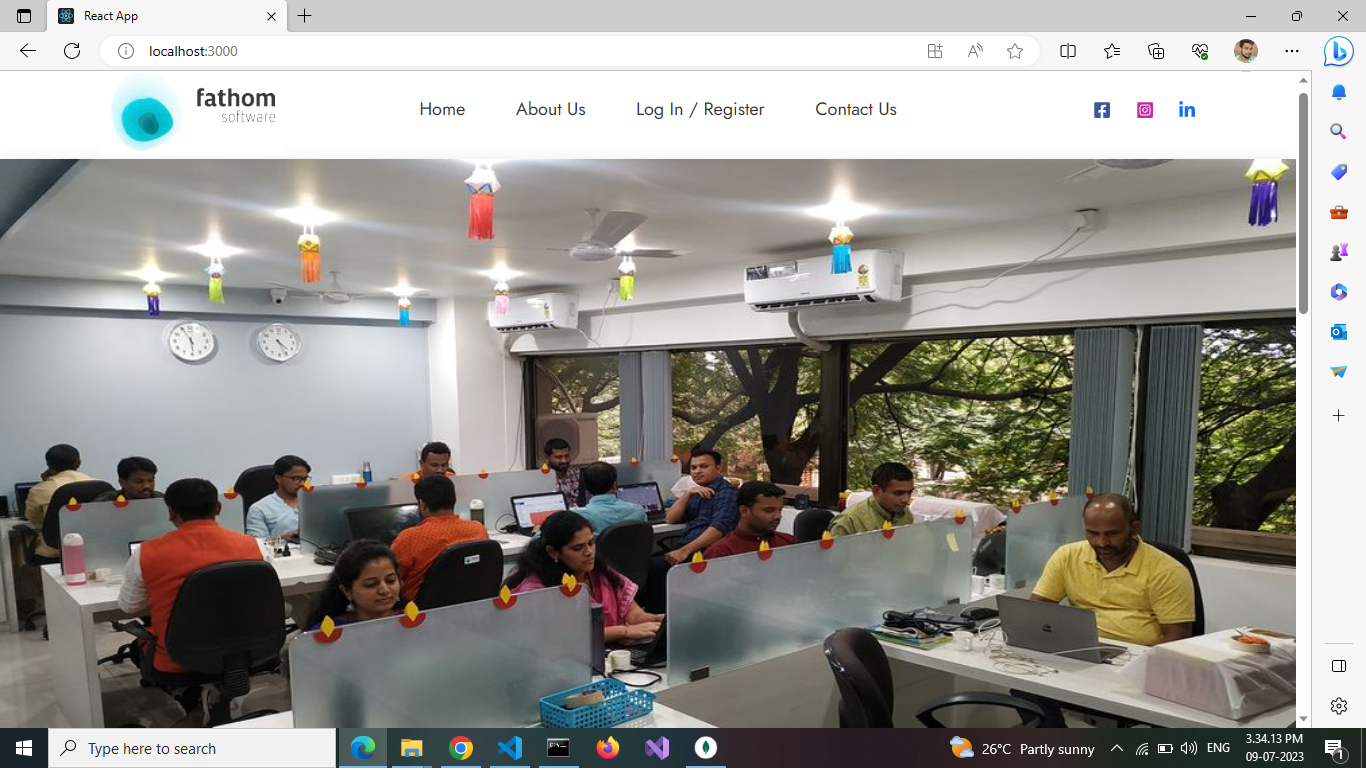 React App
localhost:3000
fathom
software
Home About Us Log In / Register Contact Us
Type here to search
26°C Partly sunny
ENG
3.34.13 PM
09-07-2023
1